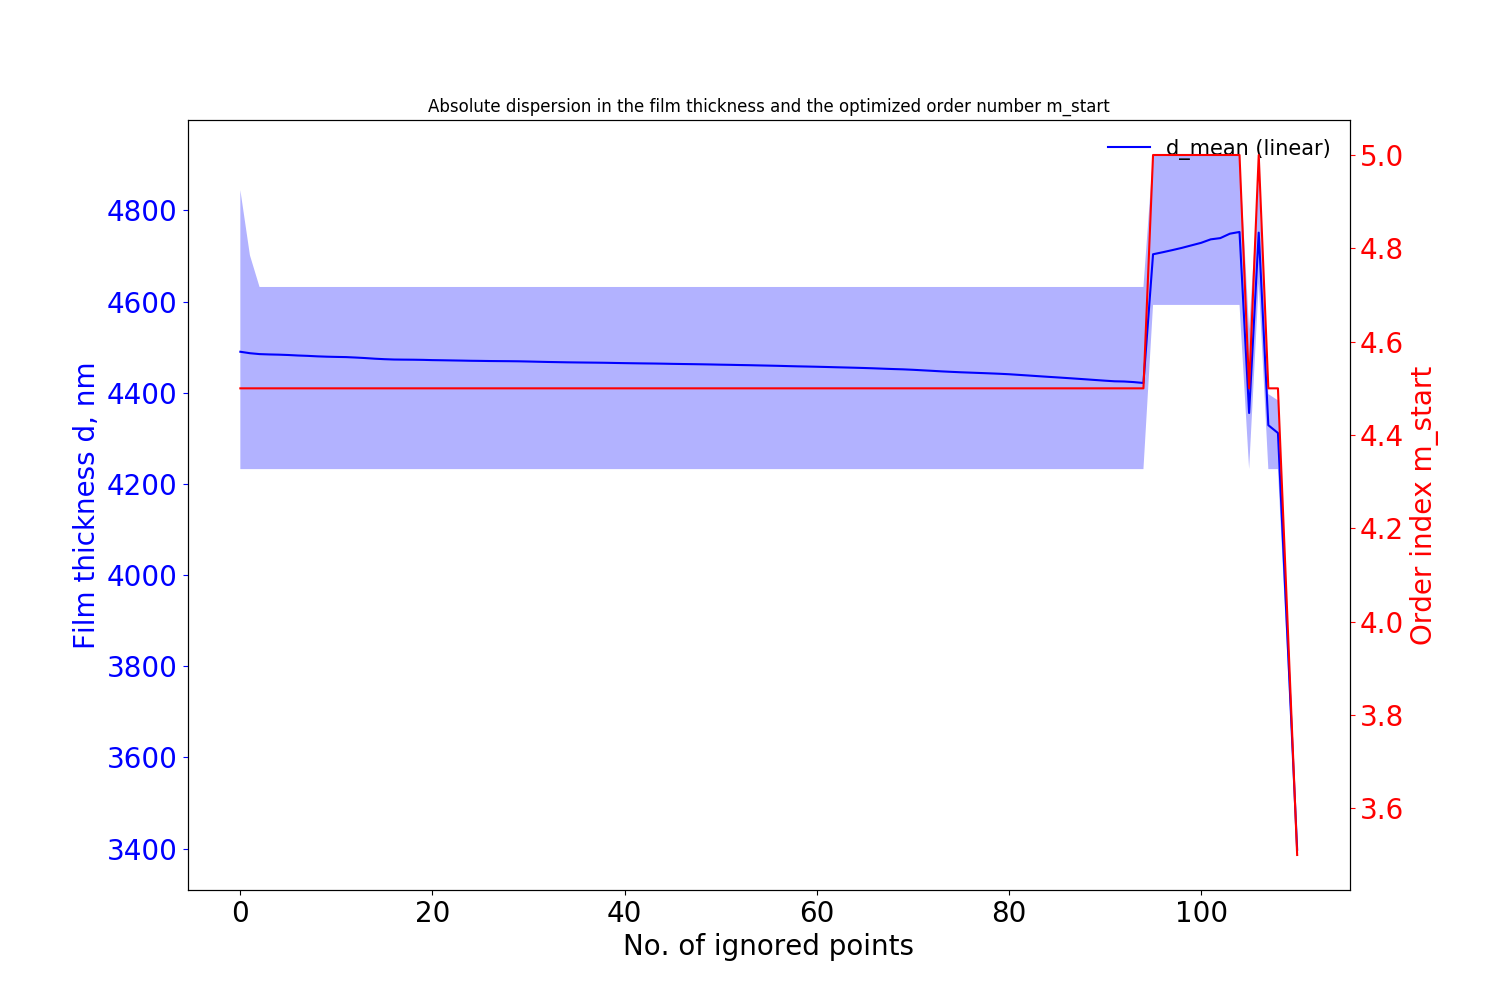 Absolute dispersion in the film thickness and the optimized order number m_start
d_mean (linear)
Film thickness d, nm
4800
4600
4400
4200
4000
3800
3600
3400
5.0
4.8
4.6
4.4
4.2
4.0
3.8
3.6
Order index m_start
0 20 40 60 80 100
No. of ignored points